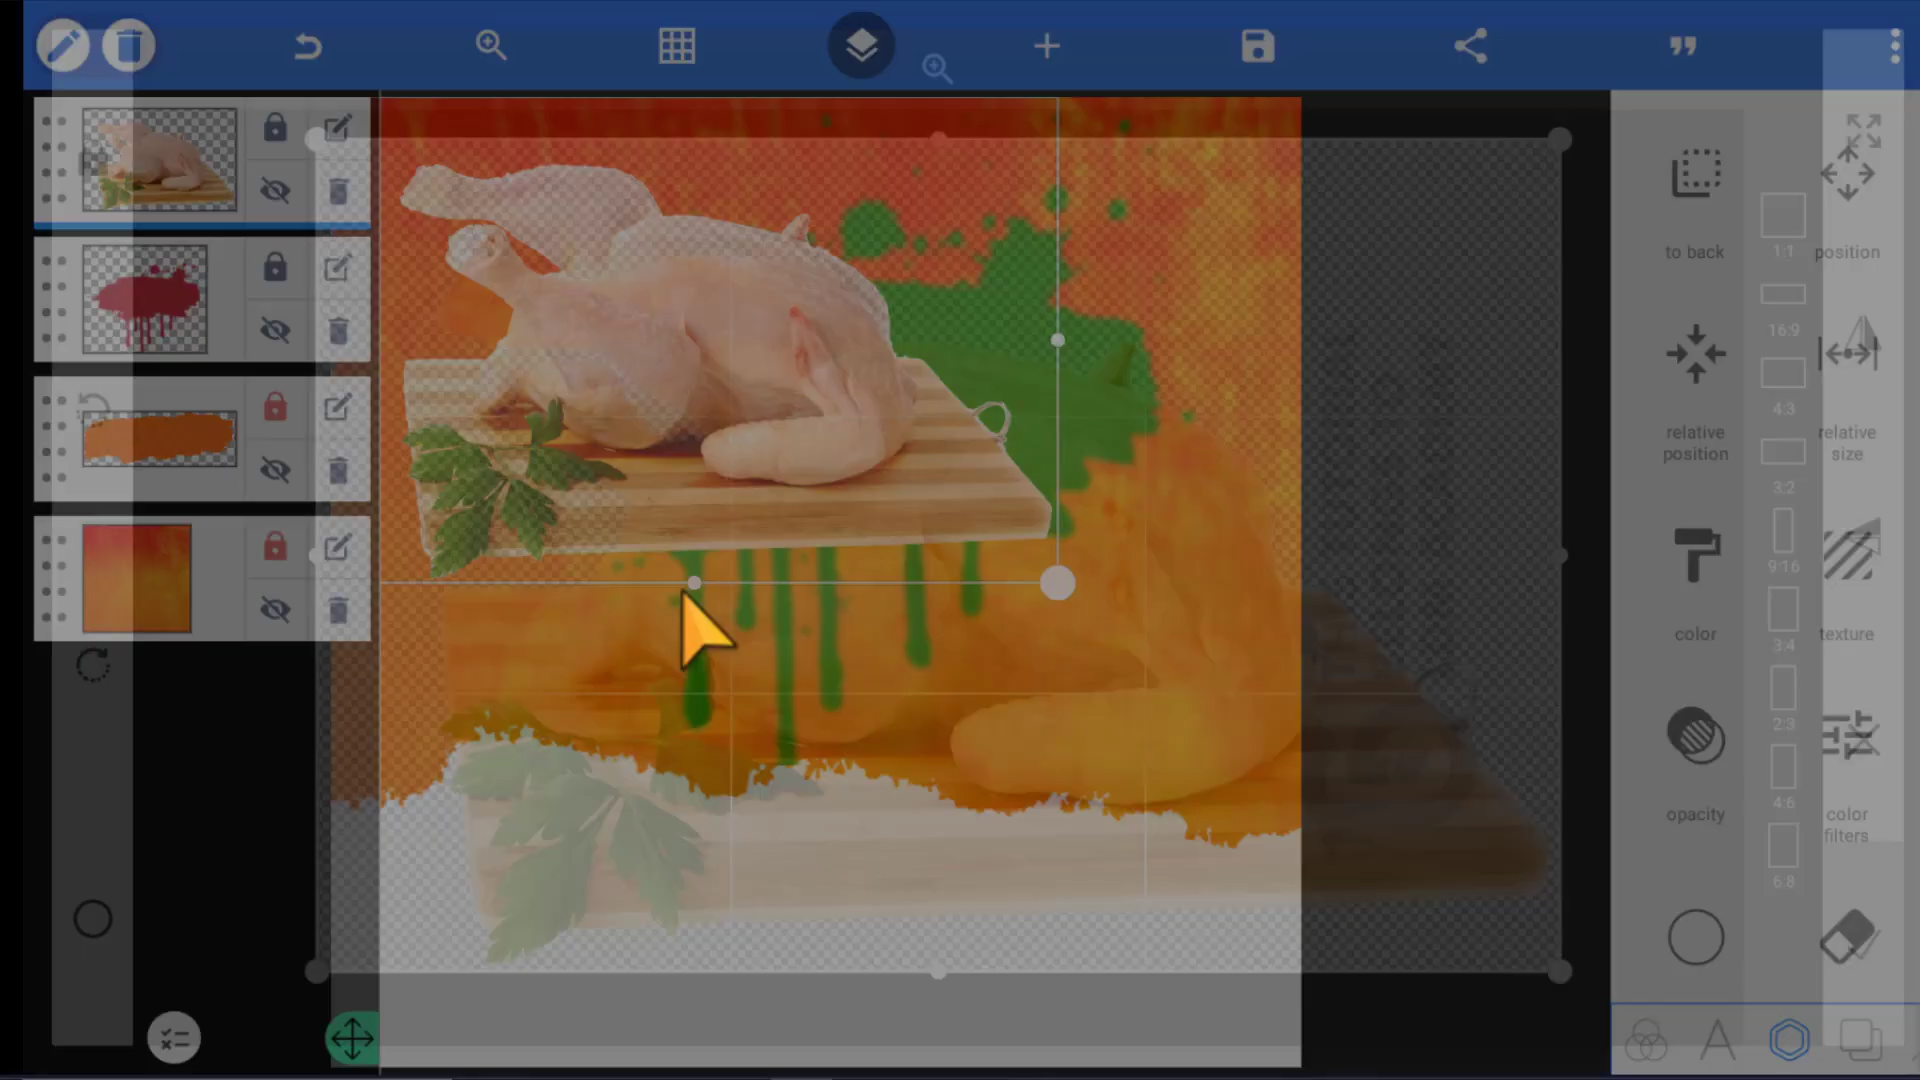 to back
position
1:1
16:9
4:3
relative
position
relative
size
3:2
9:16
color
texture
3:4
2:3
opacity
color
filters
4:6
6:8